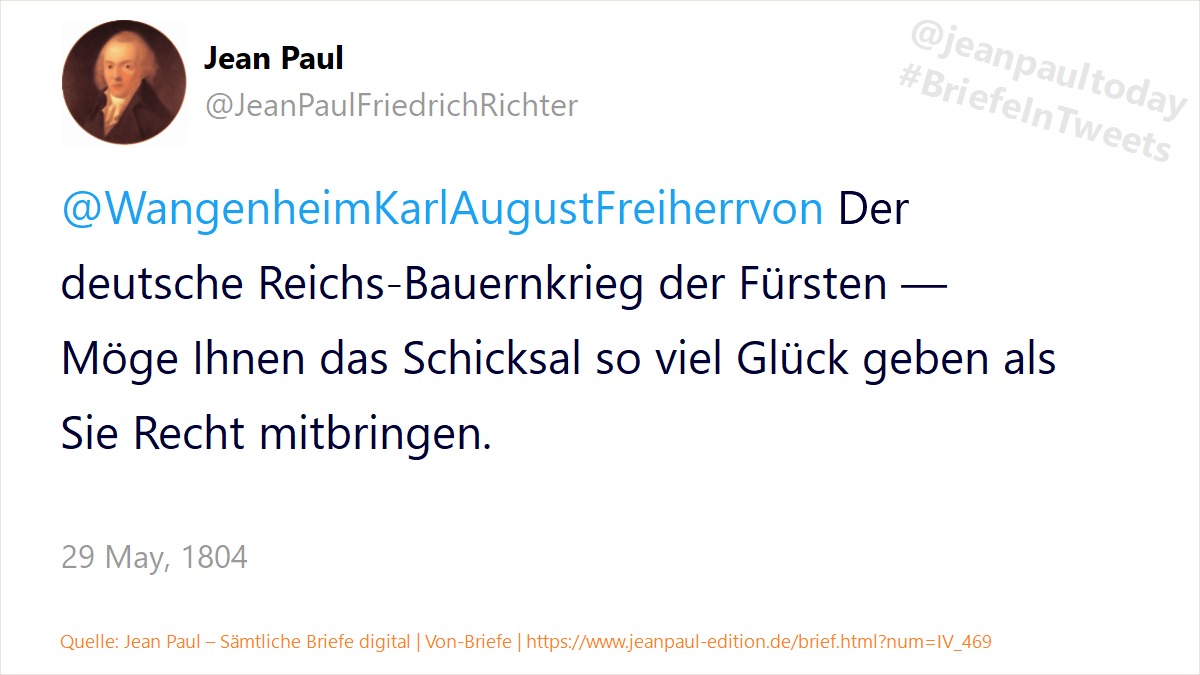 Jean Paul
@JeanPaulFriedrichRichter
@jeanpaultoday
#BriefeInTweets
@WangenheimKarlAugustFreiherrvon Der
deutsche Reichs-Bauernkrieg der Fürsten —
Möge Ihnen das Schicksal so viel Glück geben als
Sie Recht mitbringen.
29 May, 1804
Quelle: Jean Paul – Sämtliche Briefe digital | Von-Briefe | https://www.jeanpaul-edition.de/brief.html?num=IV_469